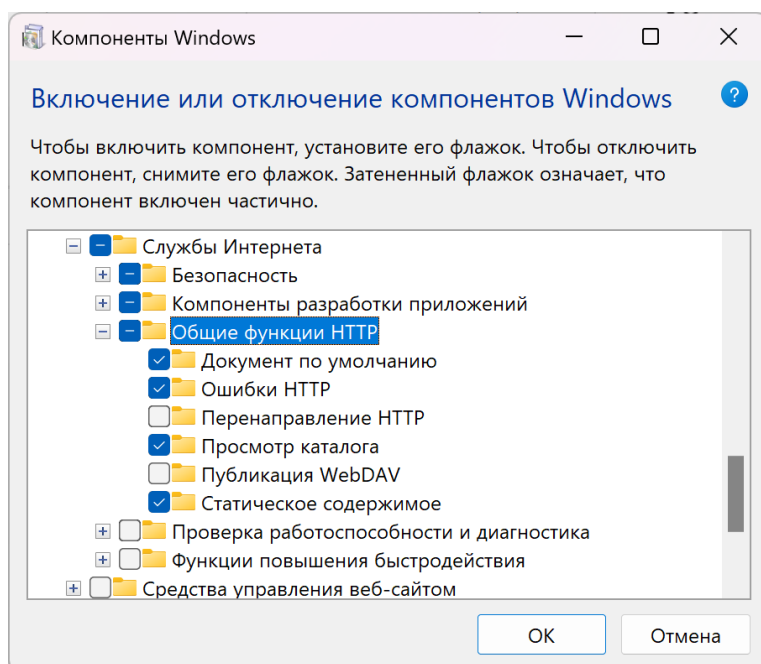 Компоненты Windows
Включение или отключение компонентов Windows
?
Чтобы включить компонент, установите его флажок. Чтобы отключить
компонент, снимите его флажок. Затененный флажок означает, что
компонент включен частично.
Службы Интернета
Безопасность
Компоненты разработки приложений
Общие функции HTTP
Документ по умолчанию
Ошибки HTTP
Перенаправление HTTP
Просмотр каталога
Публикация WebDAV
Статическое содержимое
Проверка работоспособности и диагностика
Функции повышения быстродействия
Средства управления веб-сайтом
ОК
Отмена